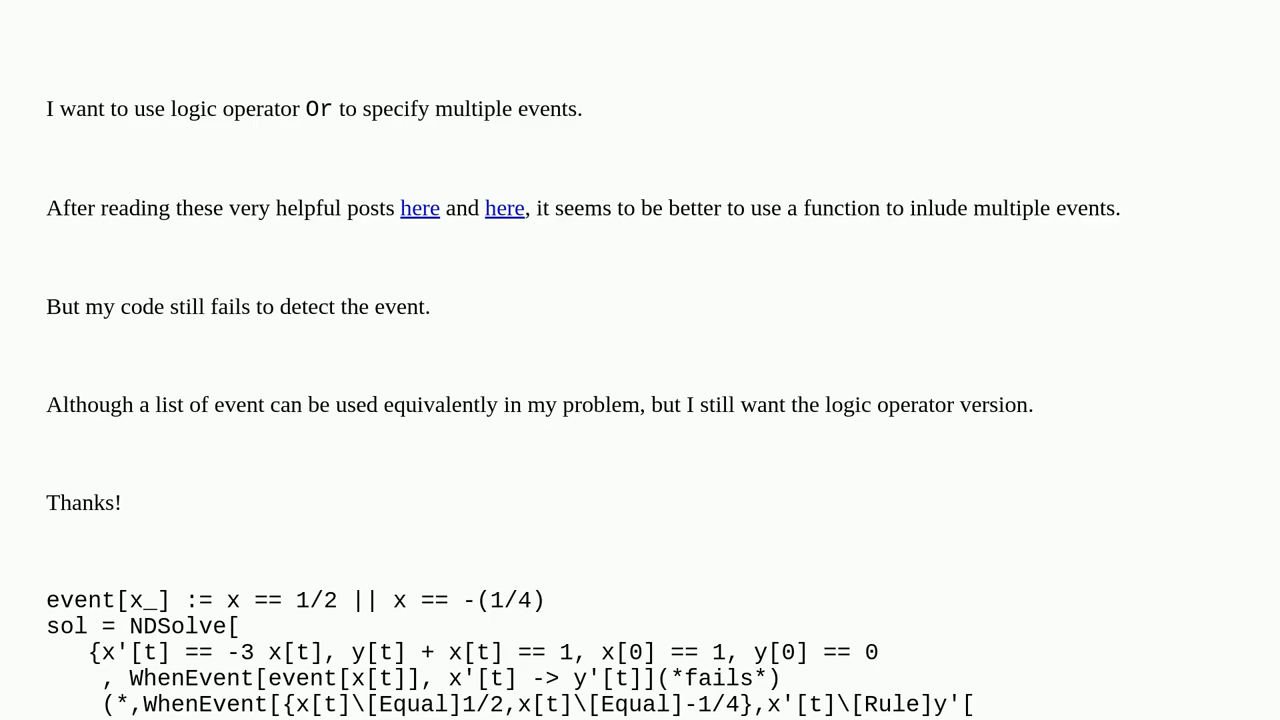 I want to use logic operator Or to specify multiple events.
After reading these very helpful posts here and here, it seems to be better to use a function to inlude multiple events.
But my code still fails to detect the event.
Although a list of event can be used equivalently in my problem, but I still want the logic operator version.
Thanks!
event[x_] := x == 1/2 || x == -(1/4)
sol = NDSolve[
   {x'[t] == -3 x[t], y[t] + x[t] == 1, x[0] == 1, y[0] == 0
    , WhenEvent[event[x[t]], x'[t] -> y'[t]](*fails*)
    (*,WhenEvent[{x[t]\[Equal]1/2,x[t]\[Equal]-1/4},x'[t]\[Rule]y'[